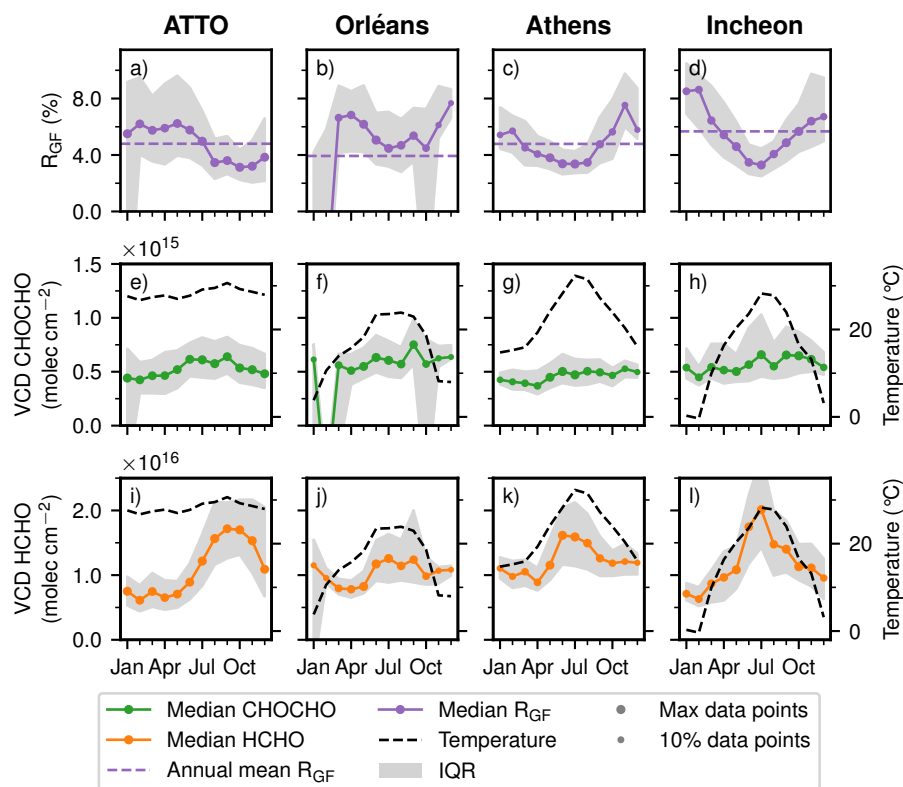 ATTO Orléans Athens Incheon
a) b) c) d)
8.0
4.0
0.0
R_GF (%)
×10^15
e) f) g) h)
1.5
1.0
0.5
0.0
VCD CHOCHO
(molec cm^−2)
20
0
Temperature (°C)
×10^16
i) j) k) l)
2.0
1.0
0.0
VCD HCHO
(molec cm^−2)
20
0
Temperature (°C)
Jan Apr Jul Oct Jan Apr Jul Oct Jan Apr Jul Oct Jan Apr Jul Oct
Median CHOCHO Median R_GF Max data points
Median HCHO Temperature 10% data points
Annual mean R_GF IQR